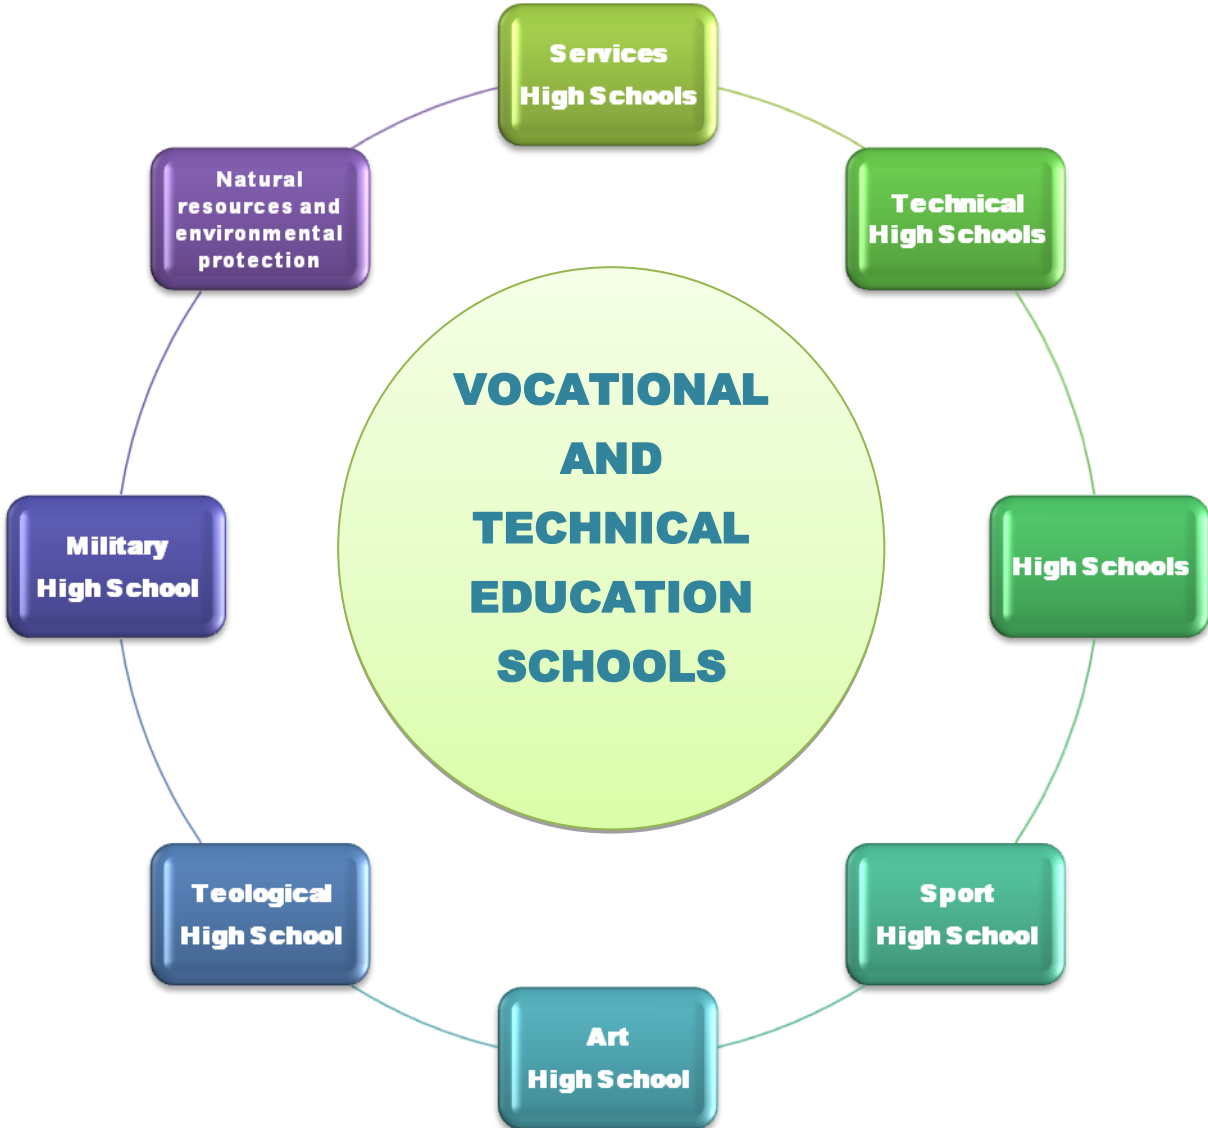 Services
High Schools
Natural
resources and
environmental
protection
Technical
High Schools
VOCATIONAL
AND
TECHNICAL
EDUCATION
SCHOOLS
Military
High School
High Schools
Teological
High School
Sport
High School
Art
High School